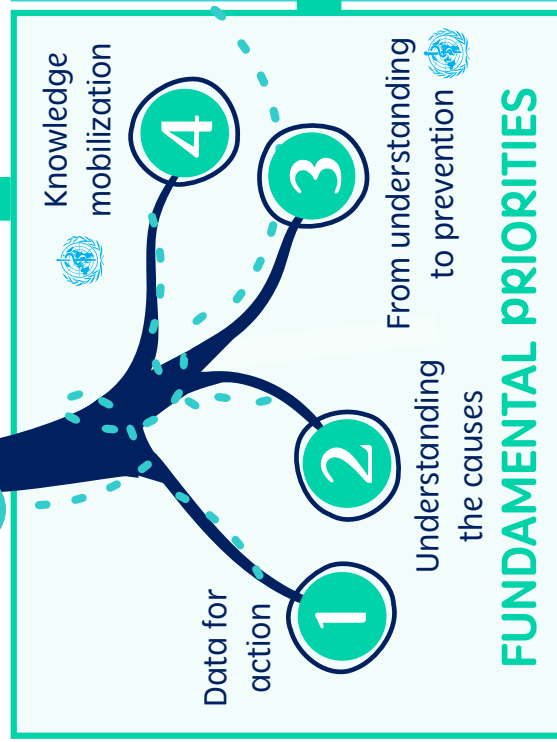 Data for
action
1
Understanding
the causes
2
From understanding
to prevention
3
Knowledge
mobilization
4
FUNDAMENTAL PRIORITIES